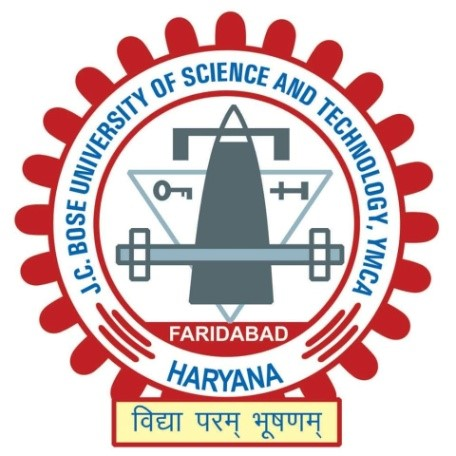 J.C. BOSE UNIVERSITY OF SCIENCE AND TECHNOLOGY, YMCA
FARIDABAD
HARYANA
विद्या परम् भूषणम्